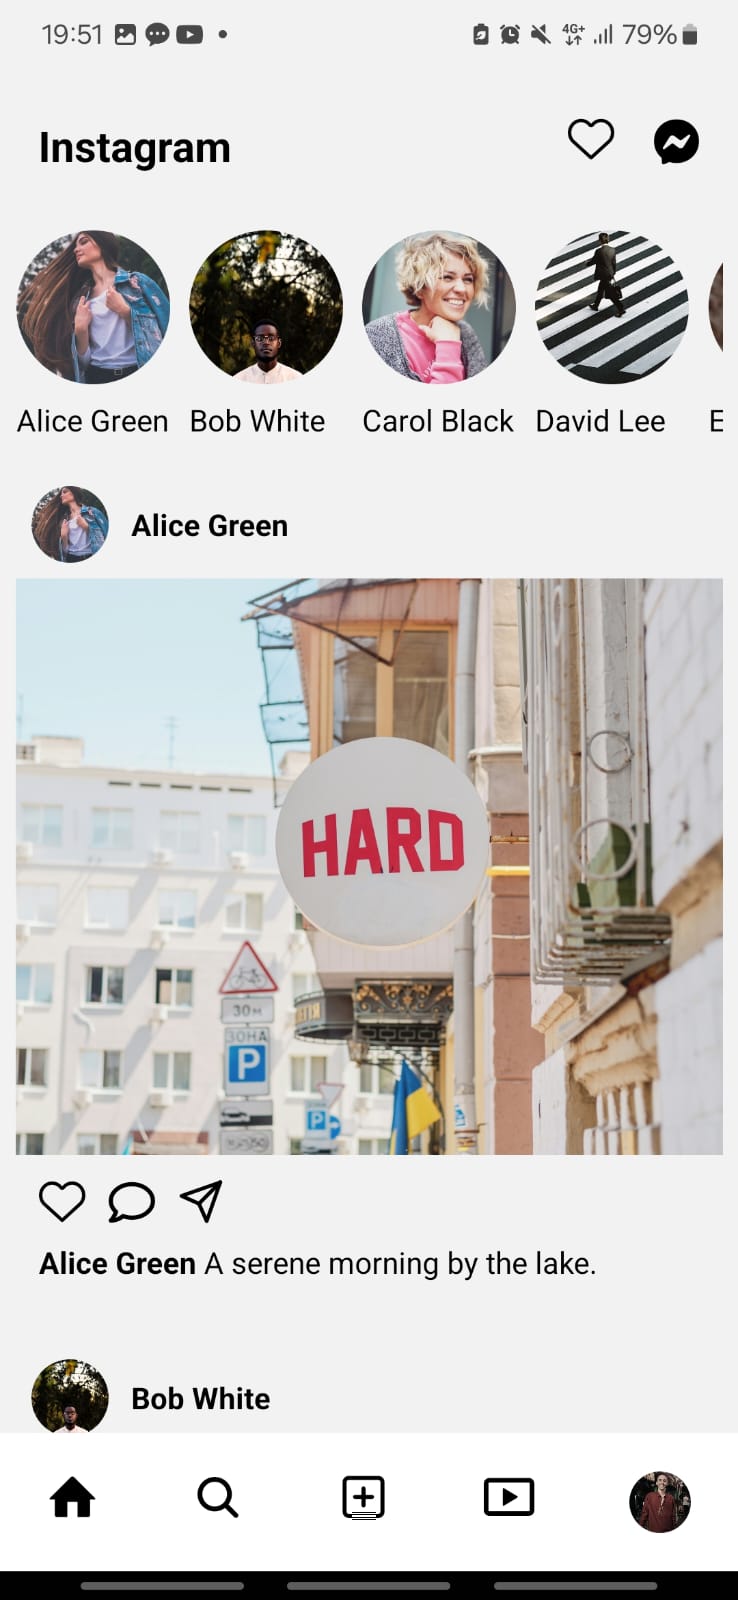 19:51
4G+ 79%
Instagram
Alice Green Bob White Carol Black David Lee E
Alice Green
HARD
30м
ЗОНА
P
P
Alice Green A serene morning by the lake.
Bob White